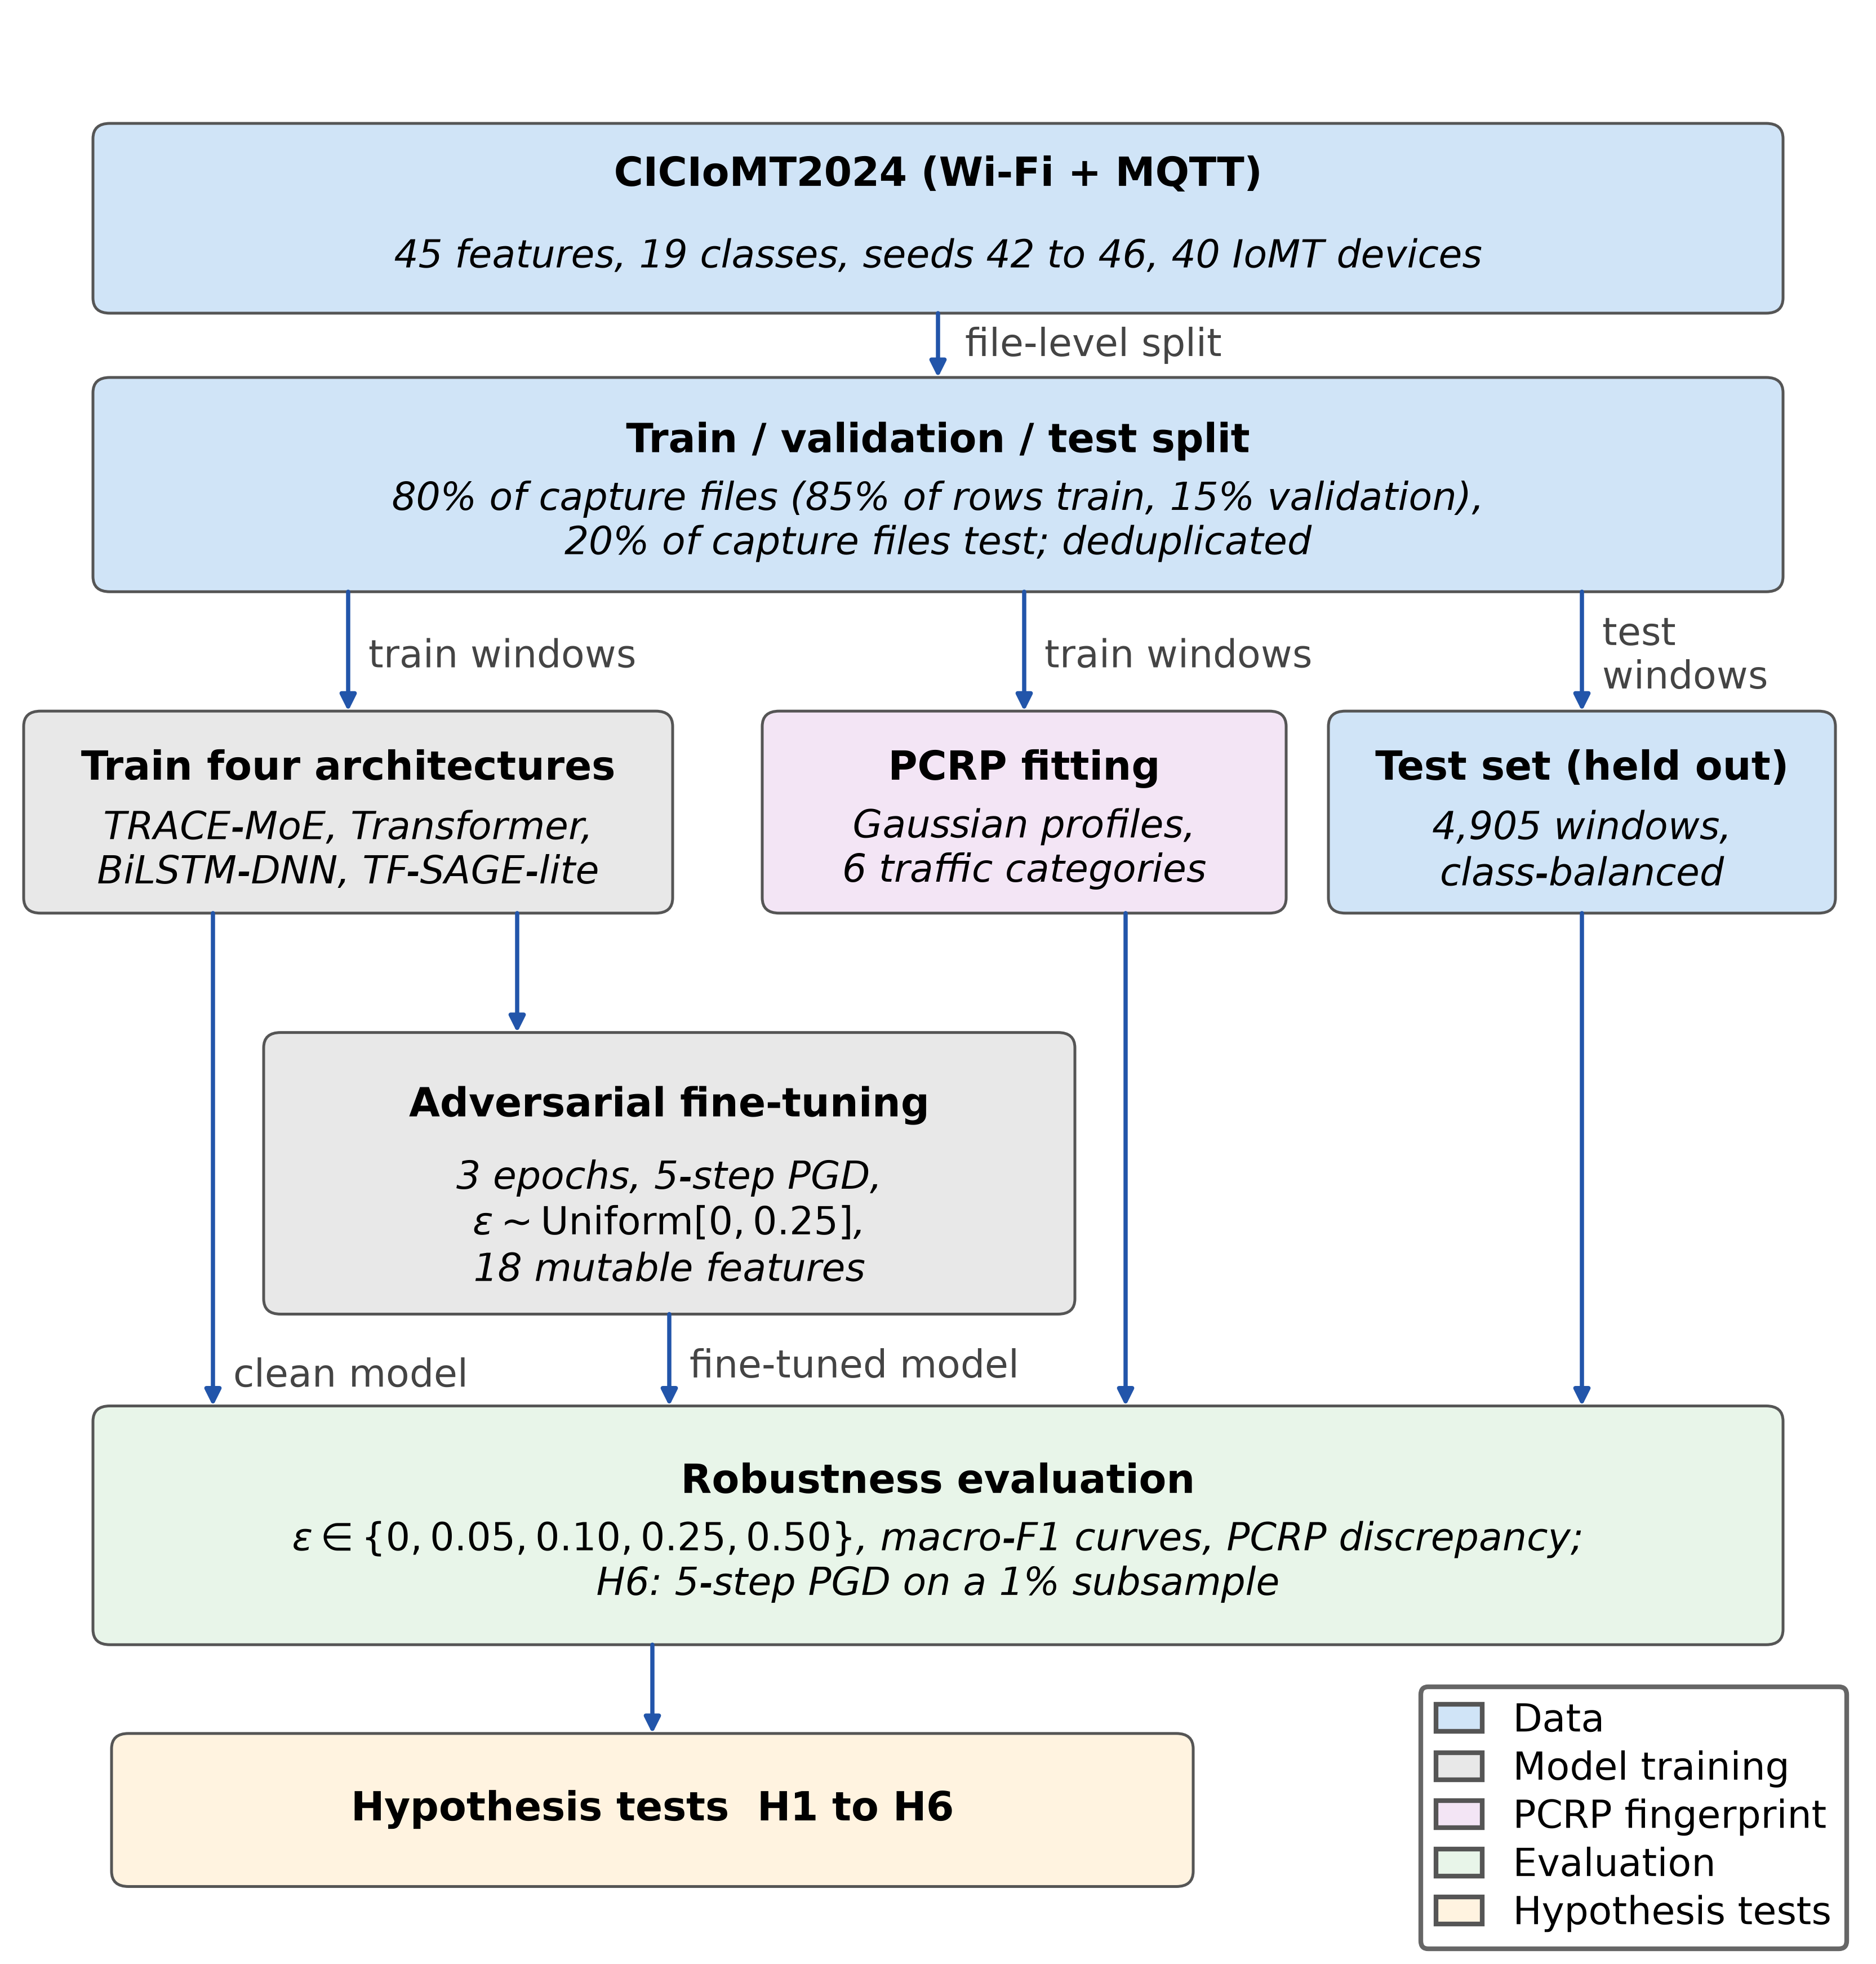 CICIoMT2024 (Wi-Fi + MQTT)
45 features, 19 classes, seeds 42 to 46, 40 IoMT devices
file-level split
Train / validation / test split
80% of capture files (85% of rows train, 15% validation),
20% of capture files test; deduplicated
train windows
train windows
test
windows
Train four architectures
TRACE-MoE, Transformer,
BiLSTM-DNN, TF-SAGE-lite
PCRP fitting
Gaussian profiles,
6 traffic categories
Test set (held out)
4,905 windows,
class-balanced
Adversarial fine-tuning
3 epochs, 5-step PGD,
ε ~ Uniform[0, 0.25],
18 mutable features
clean model
fine-tuned model
Robustness evaluation
ε ∈ {0, 0.05, 0.10, 0.25, 0.50}, macro-F1 curves, PCRP discrepancy;
H6: 5-step PGD on a 1% subsample
Hypothesis tests  H1 to H6
Data
Model training
PCRP fingerprint
Evaluation
Hypothesis tests